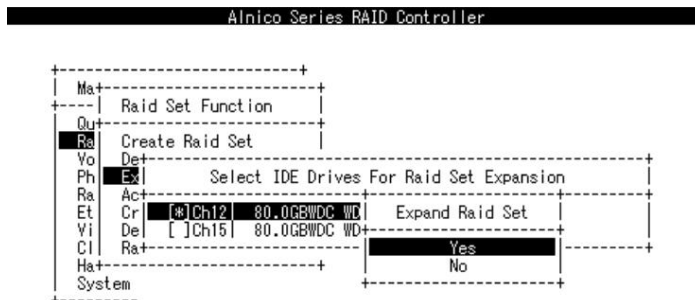 Alnico Series RAID Controller
Ma
Raid Set Function
Qu
Ra Create Raid Set
Vo De
Ph Ex Select IDE Drives For Raid Set Expansion
Ra Ac
Et Cr [*]Ch12| 80.0GBWDC WD Expand Raid Set
Vi De [ ]Ch15| 80.0GBWDC WD
Cl Ra Yes
Ha No
System